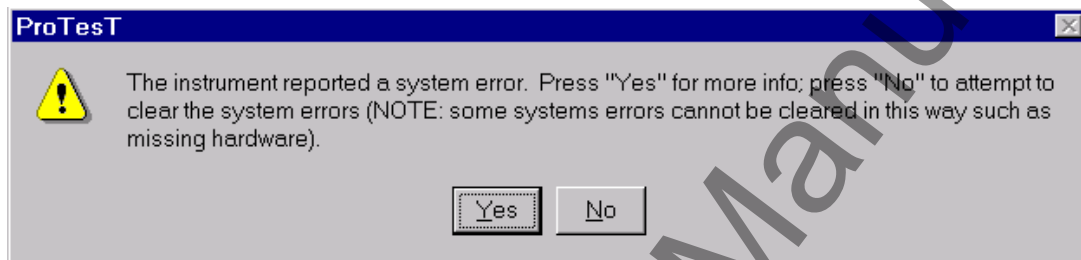 ProTesT
The instrument reported a system error. Press "Yes" for more info; press "No" to attempt to
clear the system errors (NOTE: some systems errors cannot be cleared in this way such as
missing hardware).
Yes No
Manu